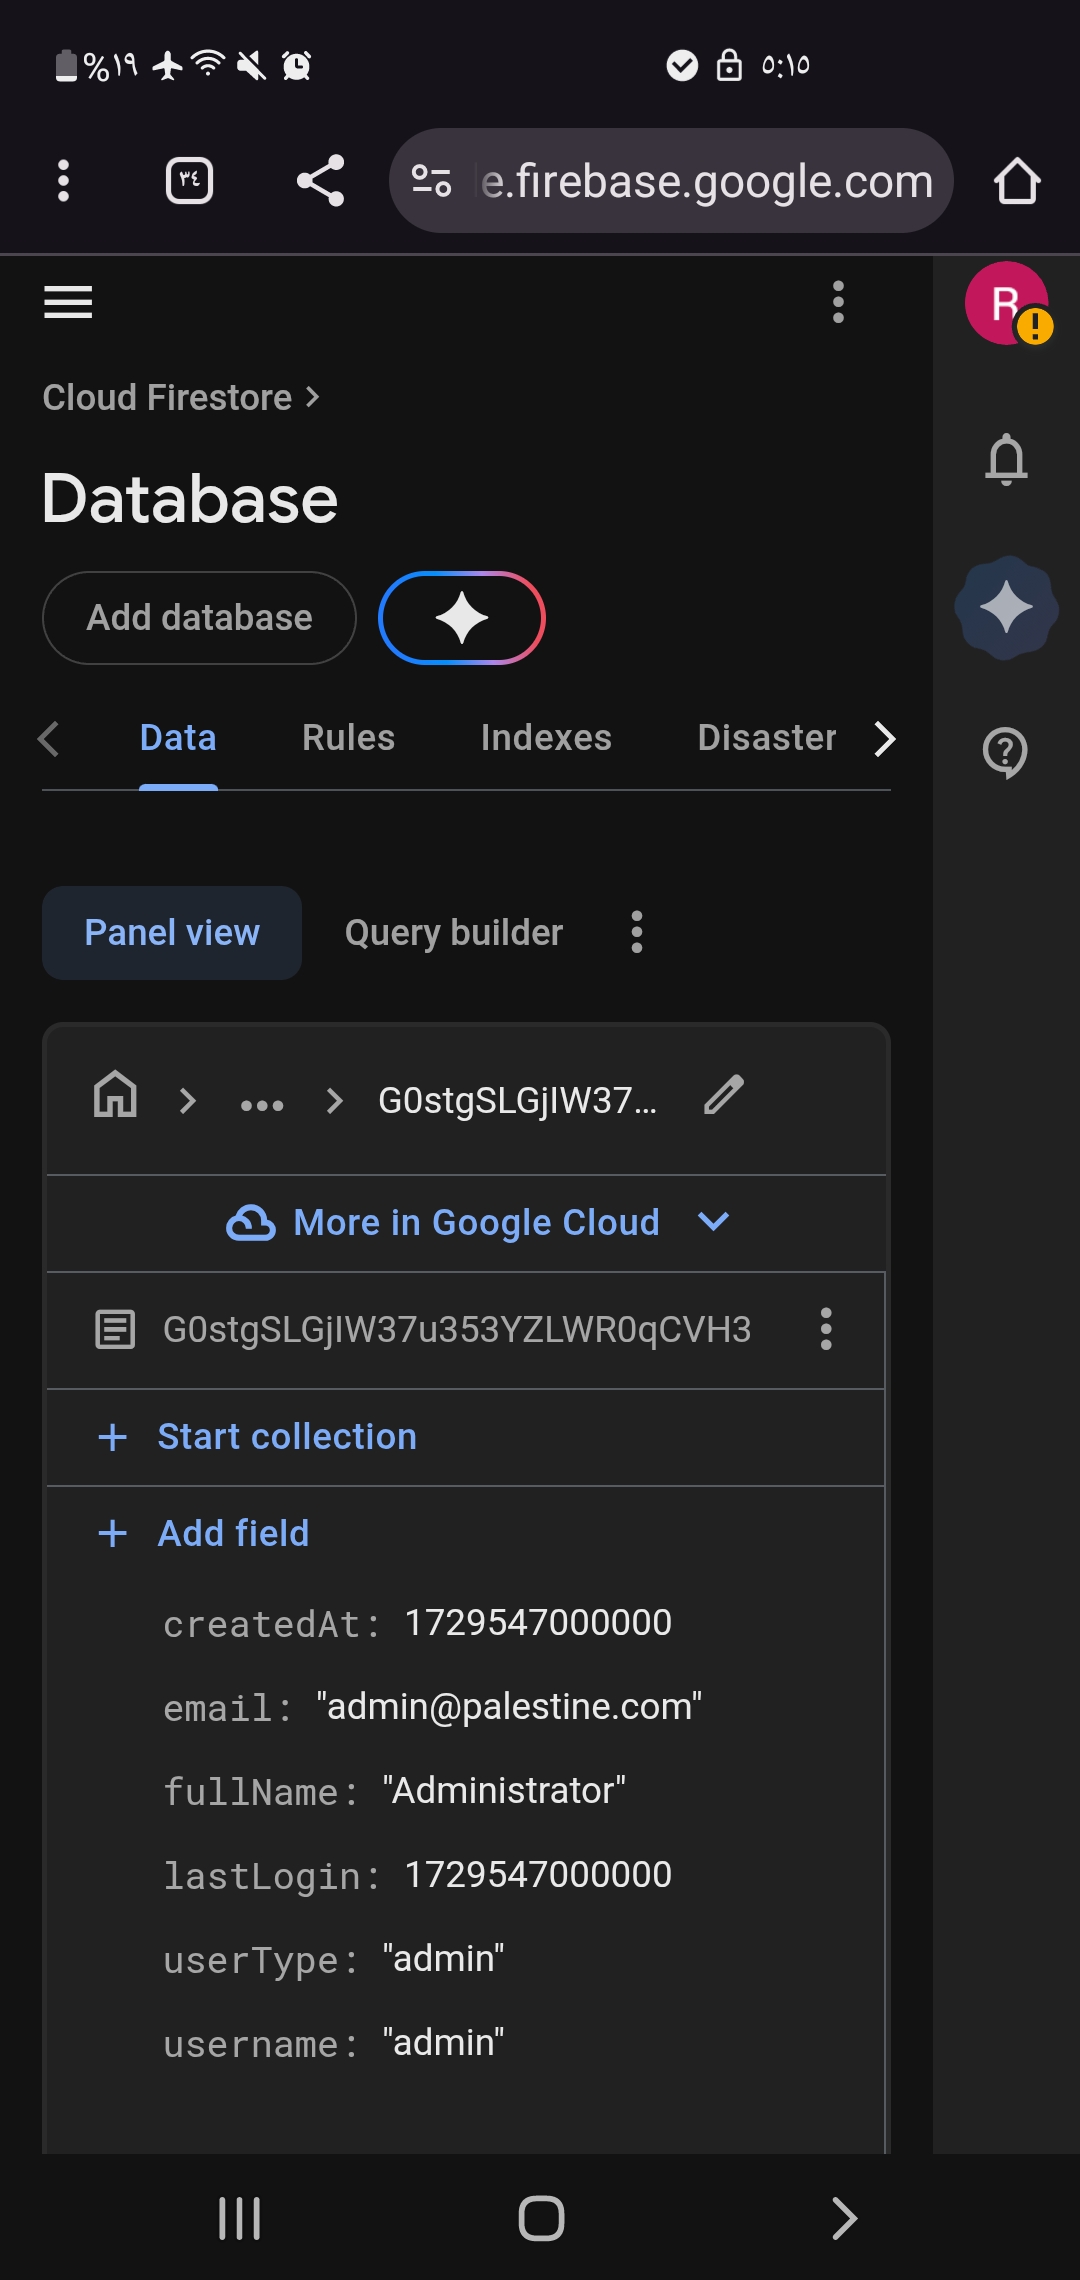 %١٩
٥:١٥
٣٤
e.firebase.google.com
R
Cloud Firestore
Database
Add database
Data Rules Indexes Disaster
Panel view Query builder
G0stgSLGjIW37…
More in Google Cloud
G0stgSLGjIW37u353YZLWR0qCVH3
+ Start collection
+ Add field
createdAt: 1729547000000
email: "admin@palestine.com"
fullName: "Administrator"
lastLogin: 1729547000000
userType: "admin"
username: "admin"